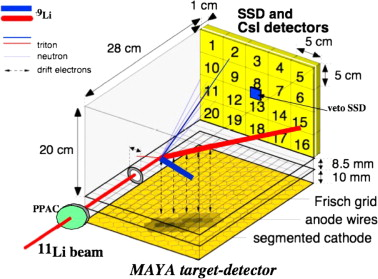 ⁹Li
triton
neutron
drift electrons
1 cm
28 cm
SSD and
CsI detectors
5 cm
5 cm
veto SSD
20 cm
1 2 3 4 5
10 9 8 7 6
11 12 13 14 15
20 19 18 17 16
8.5 mm
10 mm
Frisch grid
anode wires
segmented cathode
PPAC
¹¹Li beam
MAYA target-detector